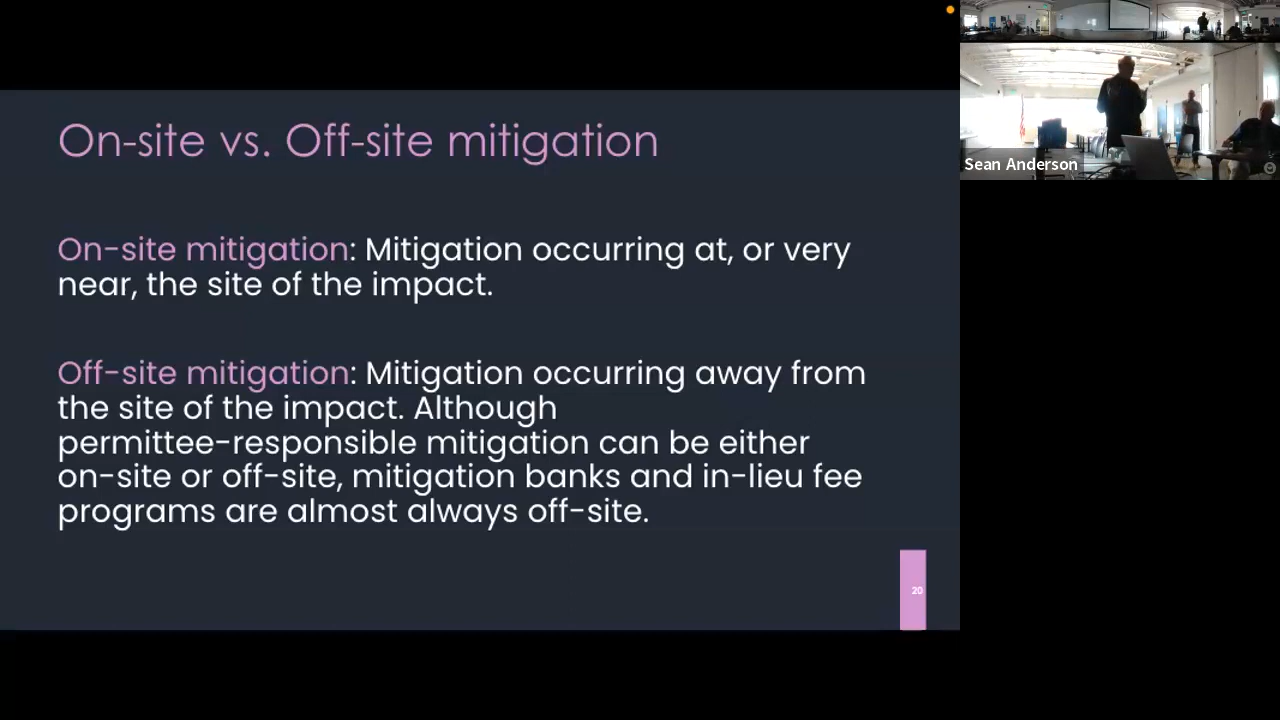 On-site vs. Off-site mitigation
On-site mitigation: Mitigation occurring at, or very
near, the site of the impact.
Off-site mitigation: Mitigation occurring away from
the site of the impact. Although
permittee-responsible mitigation can be either
on-site or off-site, mitigation banks and in-lieu fee
programs are almost always off-site.
20
Sean Anderson